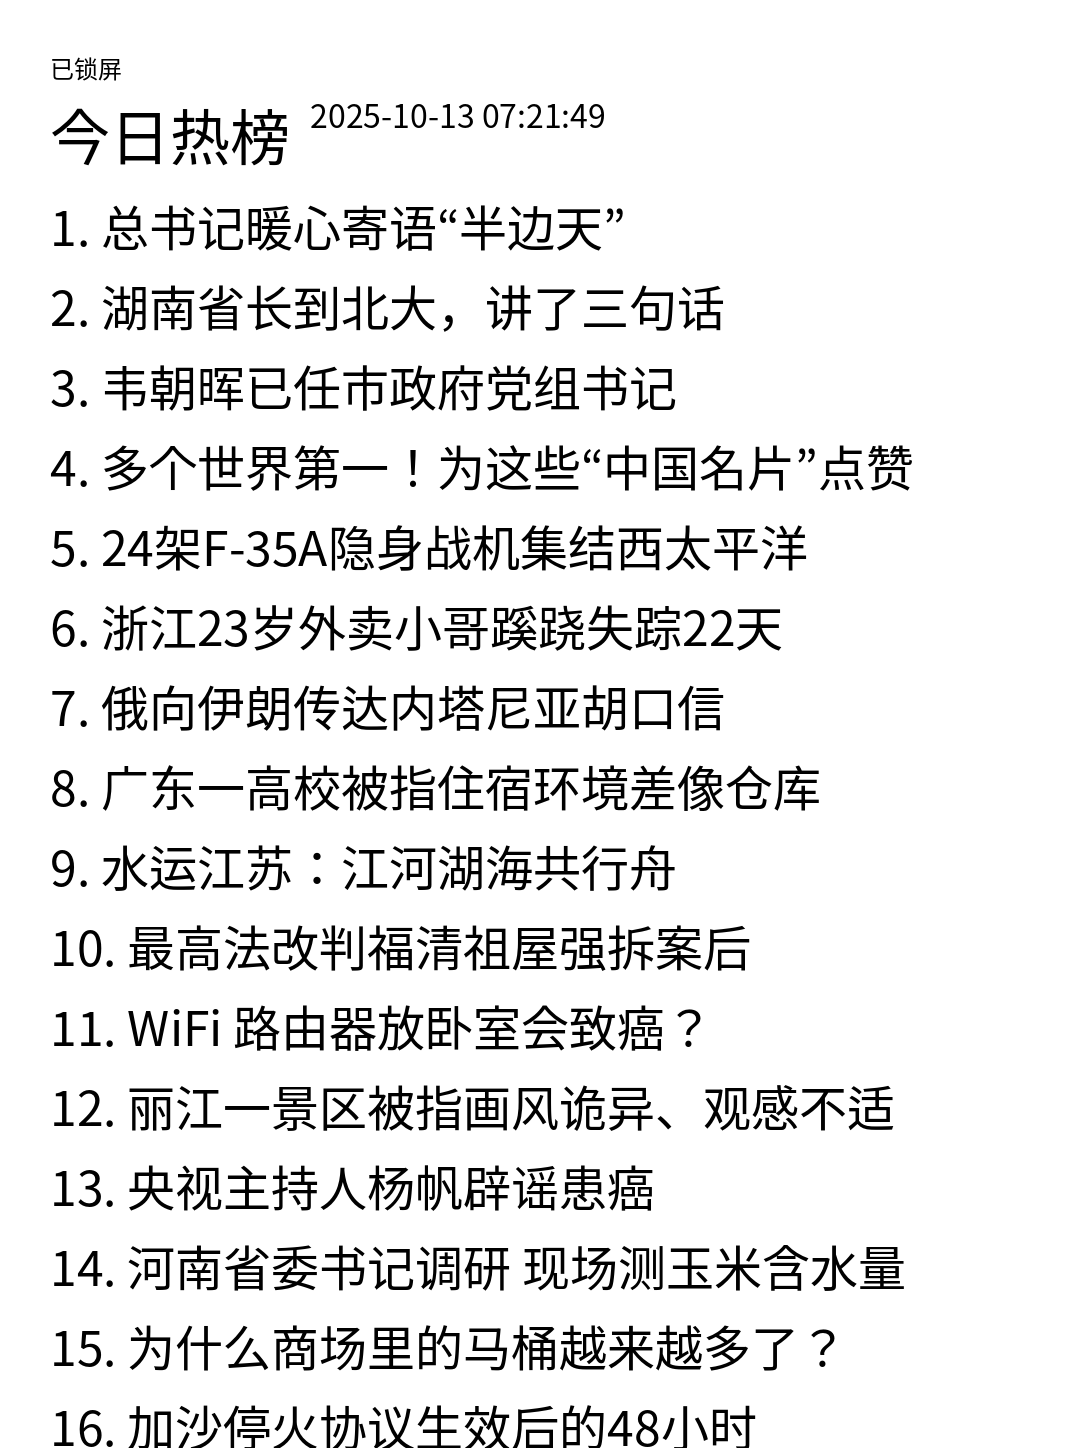 已锁屏
今日热榜 2025-10-13 07:21:49
1. 总书记暖心寄语“半边天”
2. 湖南省长到北大，讲了三句话
3. 韦朝晖已任市政府党组书记
4. 多个世界第一！为这些“中国名片”点赞
5. 24架F-35A隐身战机集结西太平洋
6. 浙江23岁外卖小哥蹊跷失踪22天
7. 俄向伊朗传达内塔尼亚胡口信
8. 广东一高校被指住宿环境差像仓库
9. 水运江苏：江河湖海共行舟
10. 最高法改判福清祖屋强拆案后
11. WiFi 路由器放卧室会致癌？
12. 丽江一景区被指画风诡异、观感不适
13. 央视主持人杨帆辟谣患癌
14. 河南省委书记调研 现场测玉米含水量
15. 为什么商场里的马桶越来越多了？
16. 加沙停火协议生效后的48小时